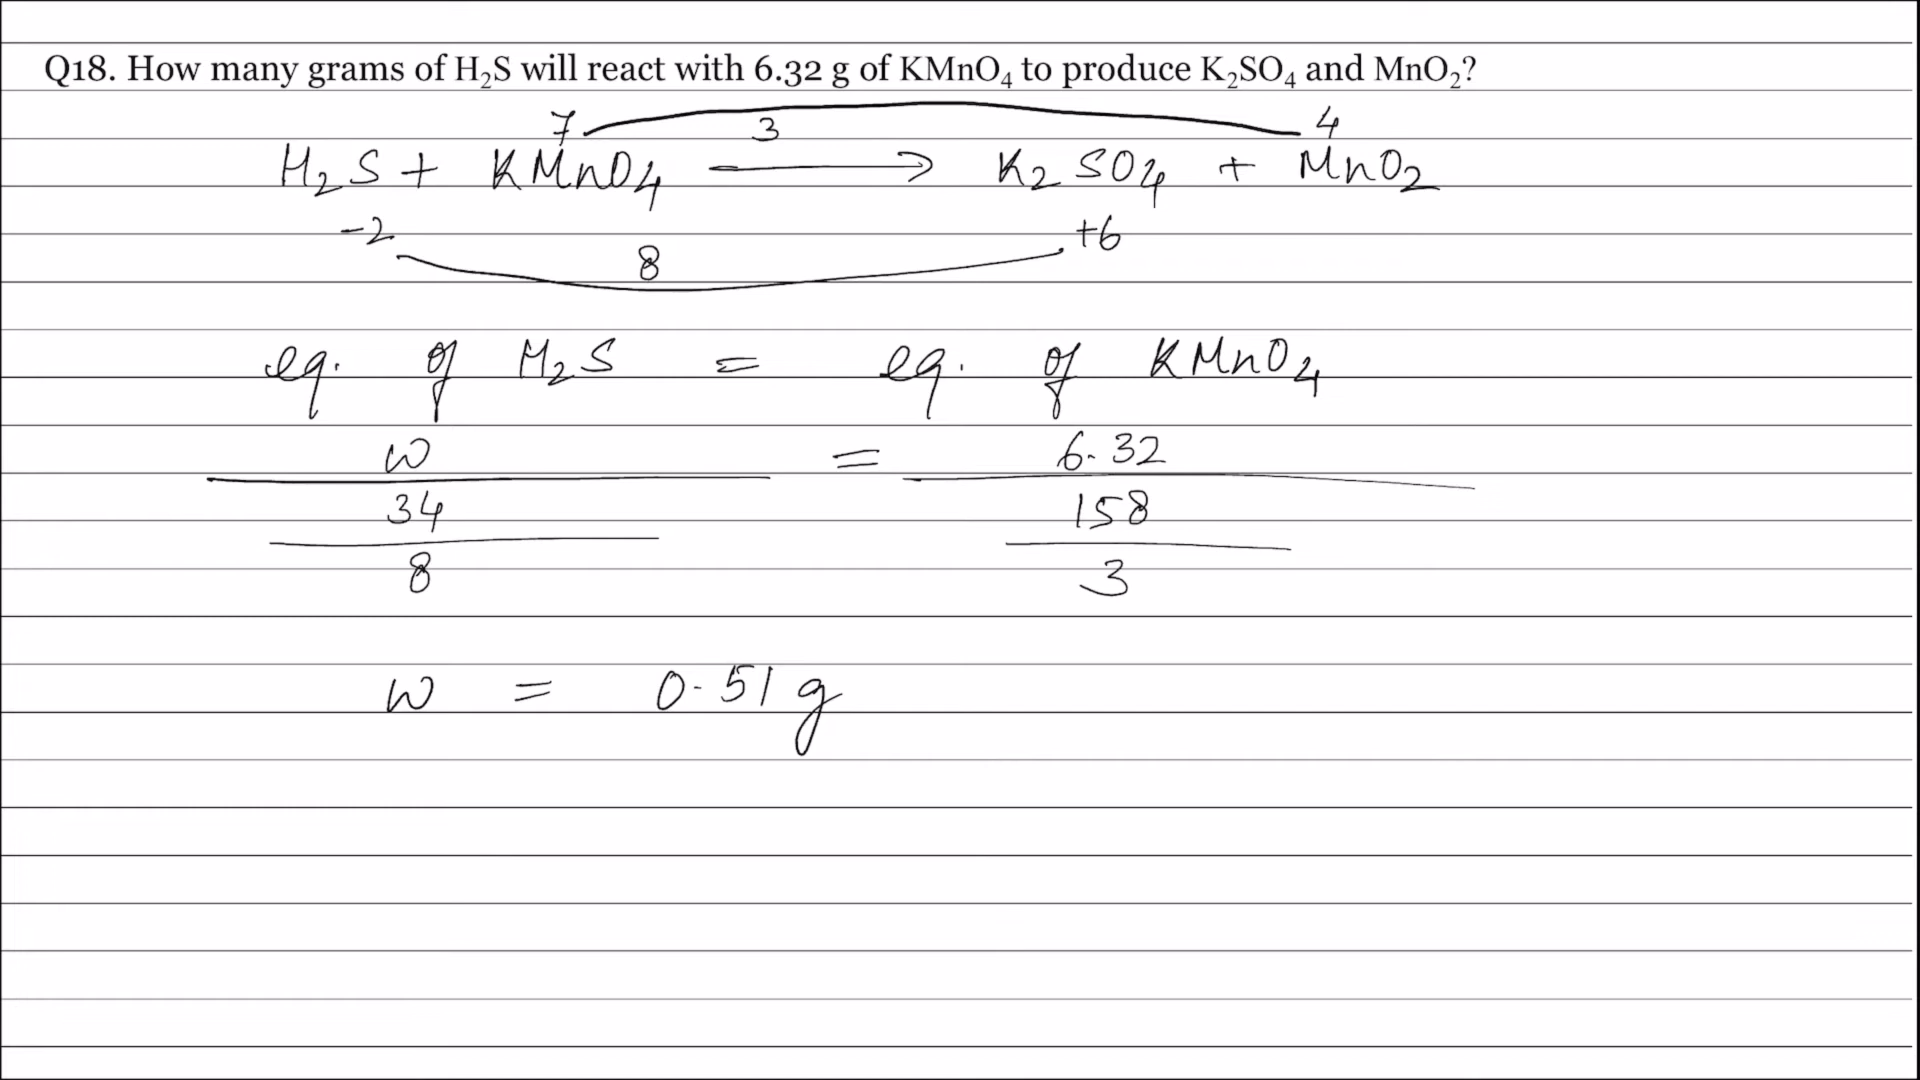 Q18. How many grams of H₂S will react with 6.32 g of KMnO₄ to produce K₂SO₄ and MnO₂?
7 3 4
H₂S + KMnO₄ ⟶ K₂SO₄ + MnO₂
-2 +6
8
eq. of H₂S = eq. of KMnO₄
w = 6.32
34 158
8 3
w = 0.51 g